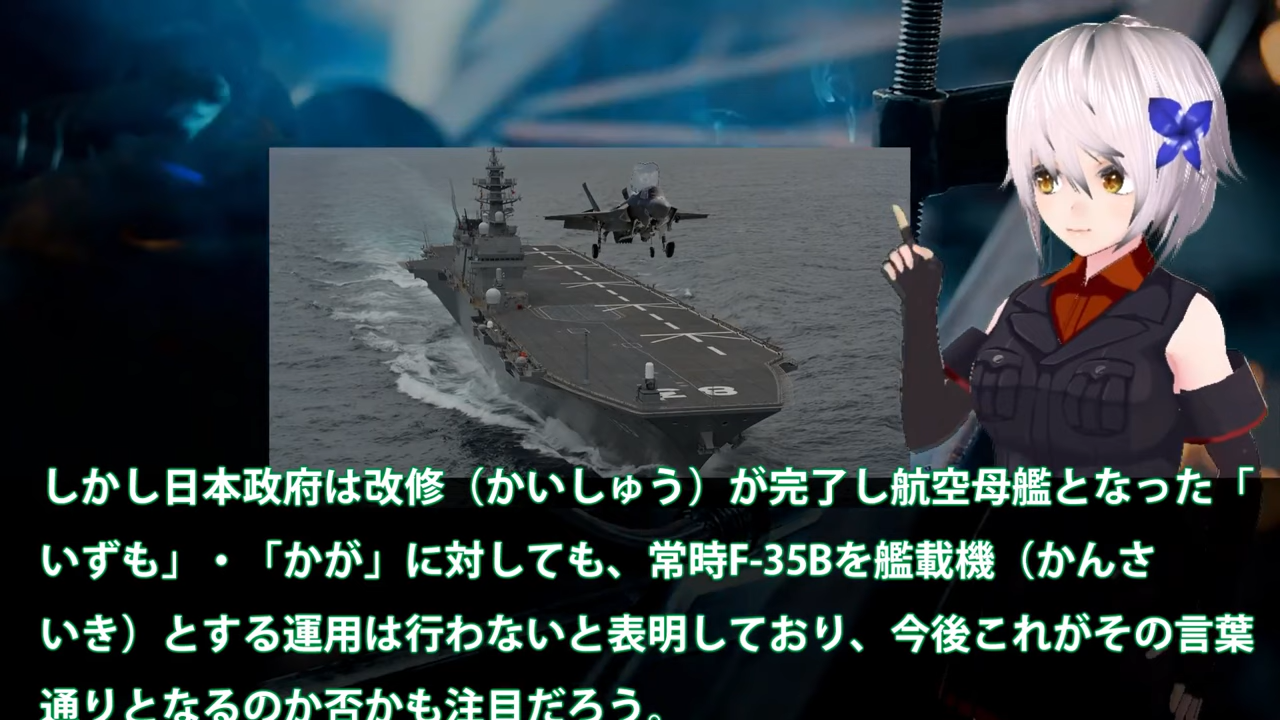 しかし日本政府は改修（かいしゅう）が完了し航空母艦となった「
いずも」・「かが」に対しても、常時F-35Bを艦載機（かんさ
いき）とする運用は行わないと表明しており、今後これがその言葉
通りとなるのか否かも注目だろう。